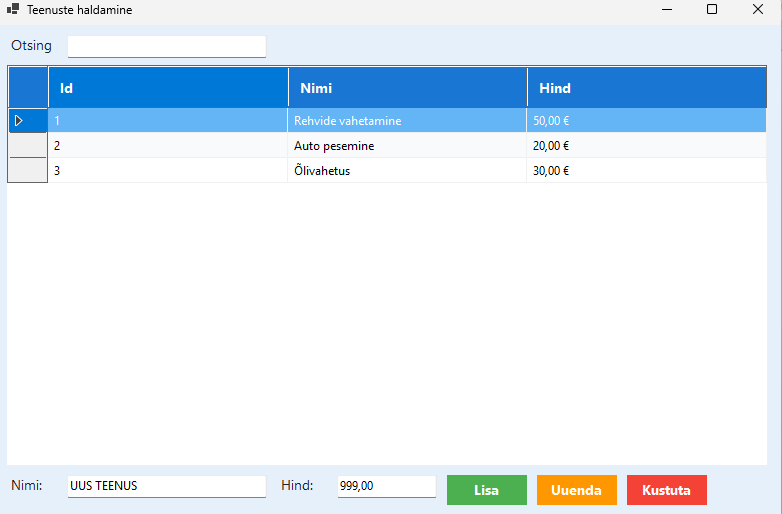 Teenuste haldamine
Otsing
Id Nimi Hind
1 Rehvide vahetamine 50,00 €
2 Auto pesemine 20,00 €
3 Õlivahetus 30,00 €
Nimi: UUS TEENUS Hind: 999,00 Lisa Uuenda Kustuta